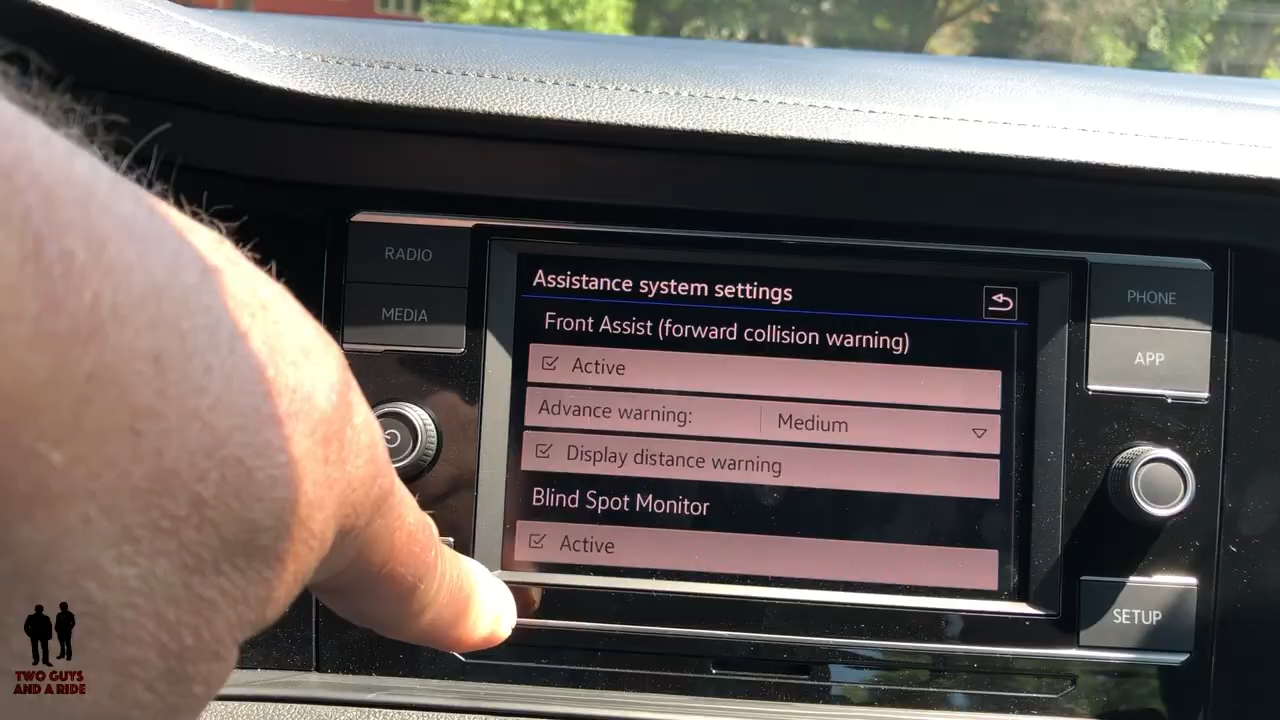 RADIO
MEDIA
Assistance system settings
Front Assist (forward collision warning)
Active
Advance warning: Medium
Display distance warning
Blind Spot Monitor
Active
PHONE
APP
SETUP
TWO GUYS
AND A RIDE